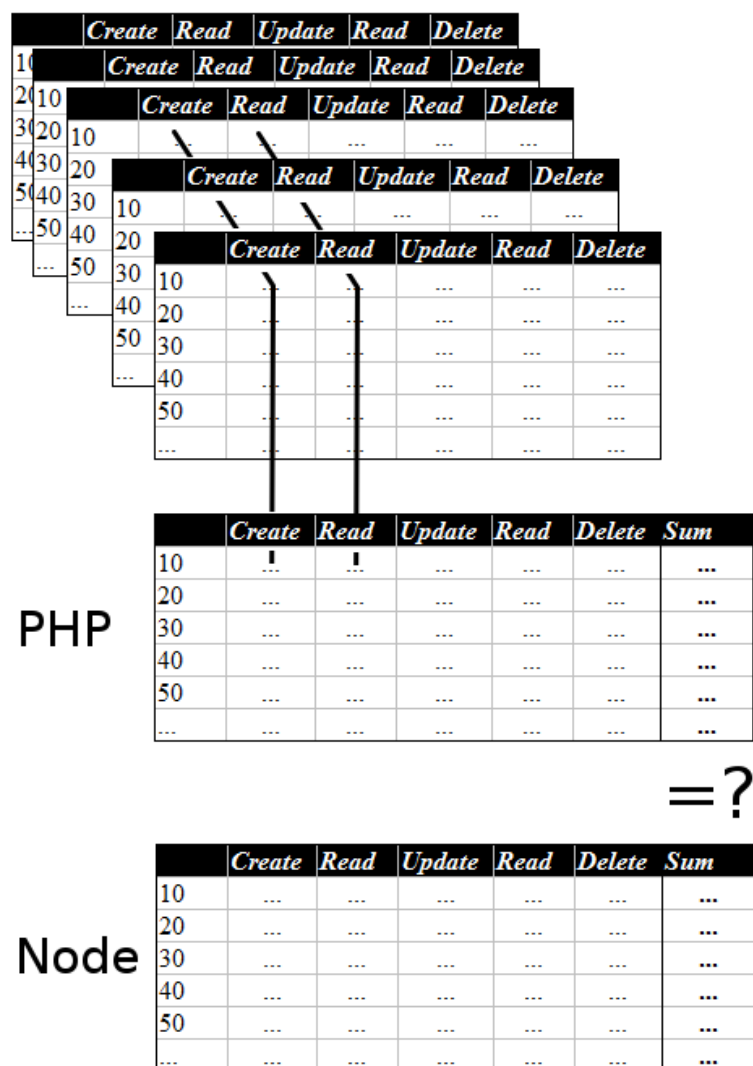 Create Read Update Read Delete
10 Create Read Update Read Delete
20 10 Create Read Update Read Delete
30 20 10 ... ... ... ... ...
40 30 20 Create Read Update Read Delete
50 40 30 10 ... ... ... ... ...
... 50 40 20 Create Read Update Read Delete
... 50 30 10 ... ... ... ... ...
... 40 20 ... ... ... ... ...
50 30 ... ... ... ... ...
... 40 ... ... ... ... ...
50 ... ... ... ... ...
... ... ... ... ... ...
Create Read Update Read Delete Sum
10 ... ... ... ... ... ...
20 ... ... ... ... ... ...
PHP 30 ... ... ... ... ... ...
40 ... ... ... ... ... ...
50 ... ... ... ... ... ...
... ... ... ... ... ... ...
=?
Create Read Update Read Delete Sum
10 ... ... ... ... ... ...
20 ... ... ... ... ... ...
Node 30 ... ... ... ... ... ...
40 ... ... ... ... ... ...
50 ... ... ... ... ... ...
... ... ... ... ... ... ...